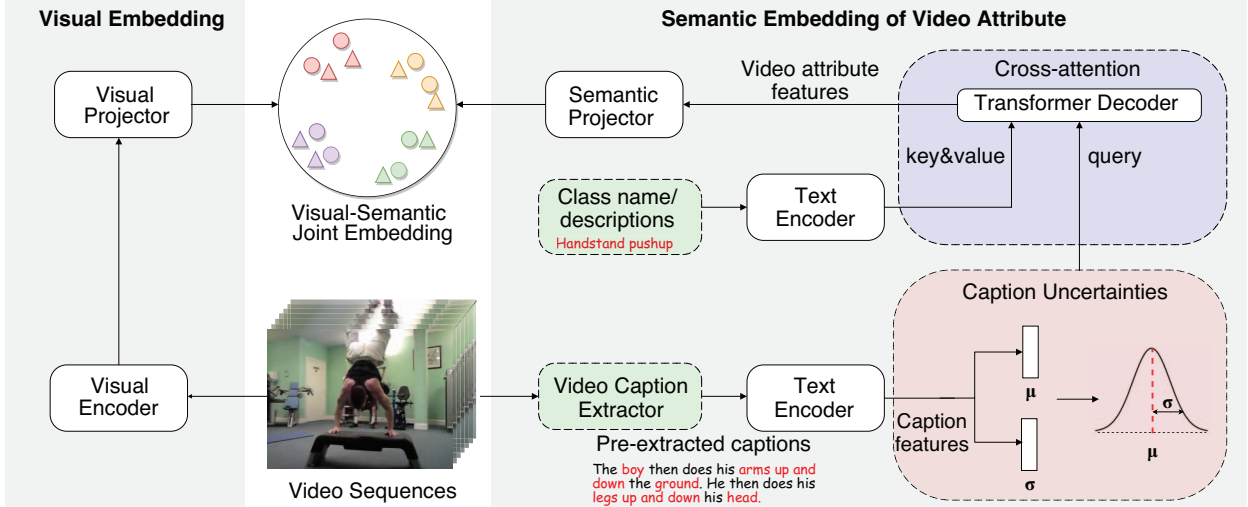 Visual Embedding
Semantic Embedding of Video Attribute
Visual
Projector
Visual-Semantic
Joint Embedding
Semantic
Projector
Video attribute
features
Cross-attention
Transformer Decoder
key&value
query
Class name/
descriptions
Handstand pushup
Text
Encoder
Visual
Encoder
Video Sequences
Video Caption
Extractor
Pre-extracted captions
The boy then does his arms up and
down the ground. He then does his
legs up and down his head.
Text
Encoder
Caption
features
Caption Uncertainties
μ
σ
σ
μ